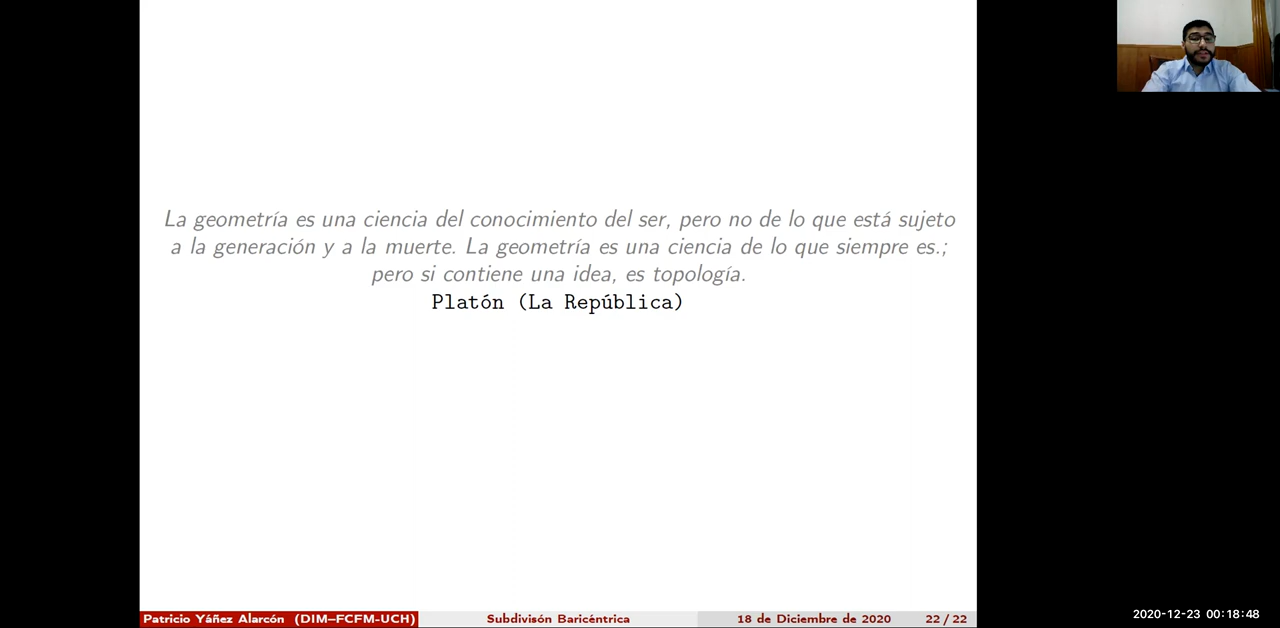 La geometría es una ciencia del conocimiento del ser, pero no de lo que está sujeto
a la generación y a la muerte. La geometría es una ciencia de lo que siempre es.;
pero si contiene una idea, es topología.
Platón (La República)
Patricio Yáñez Alarcón (DIM–FCFM-UCH)
Subdivisón Baricéntrica
18 de Diciembre de 2020
22 / 22
2020-12-23 00:18:48